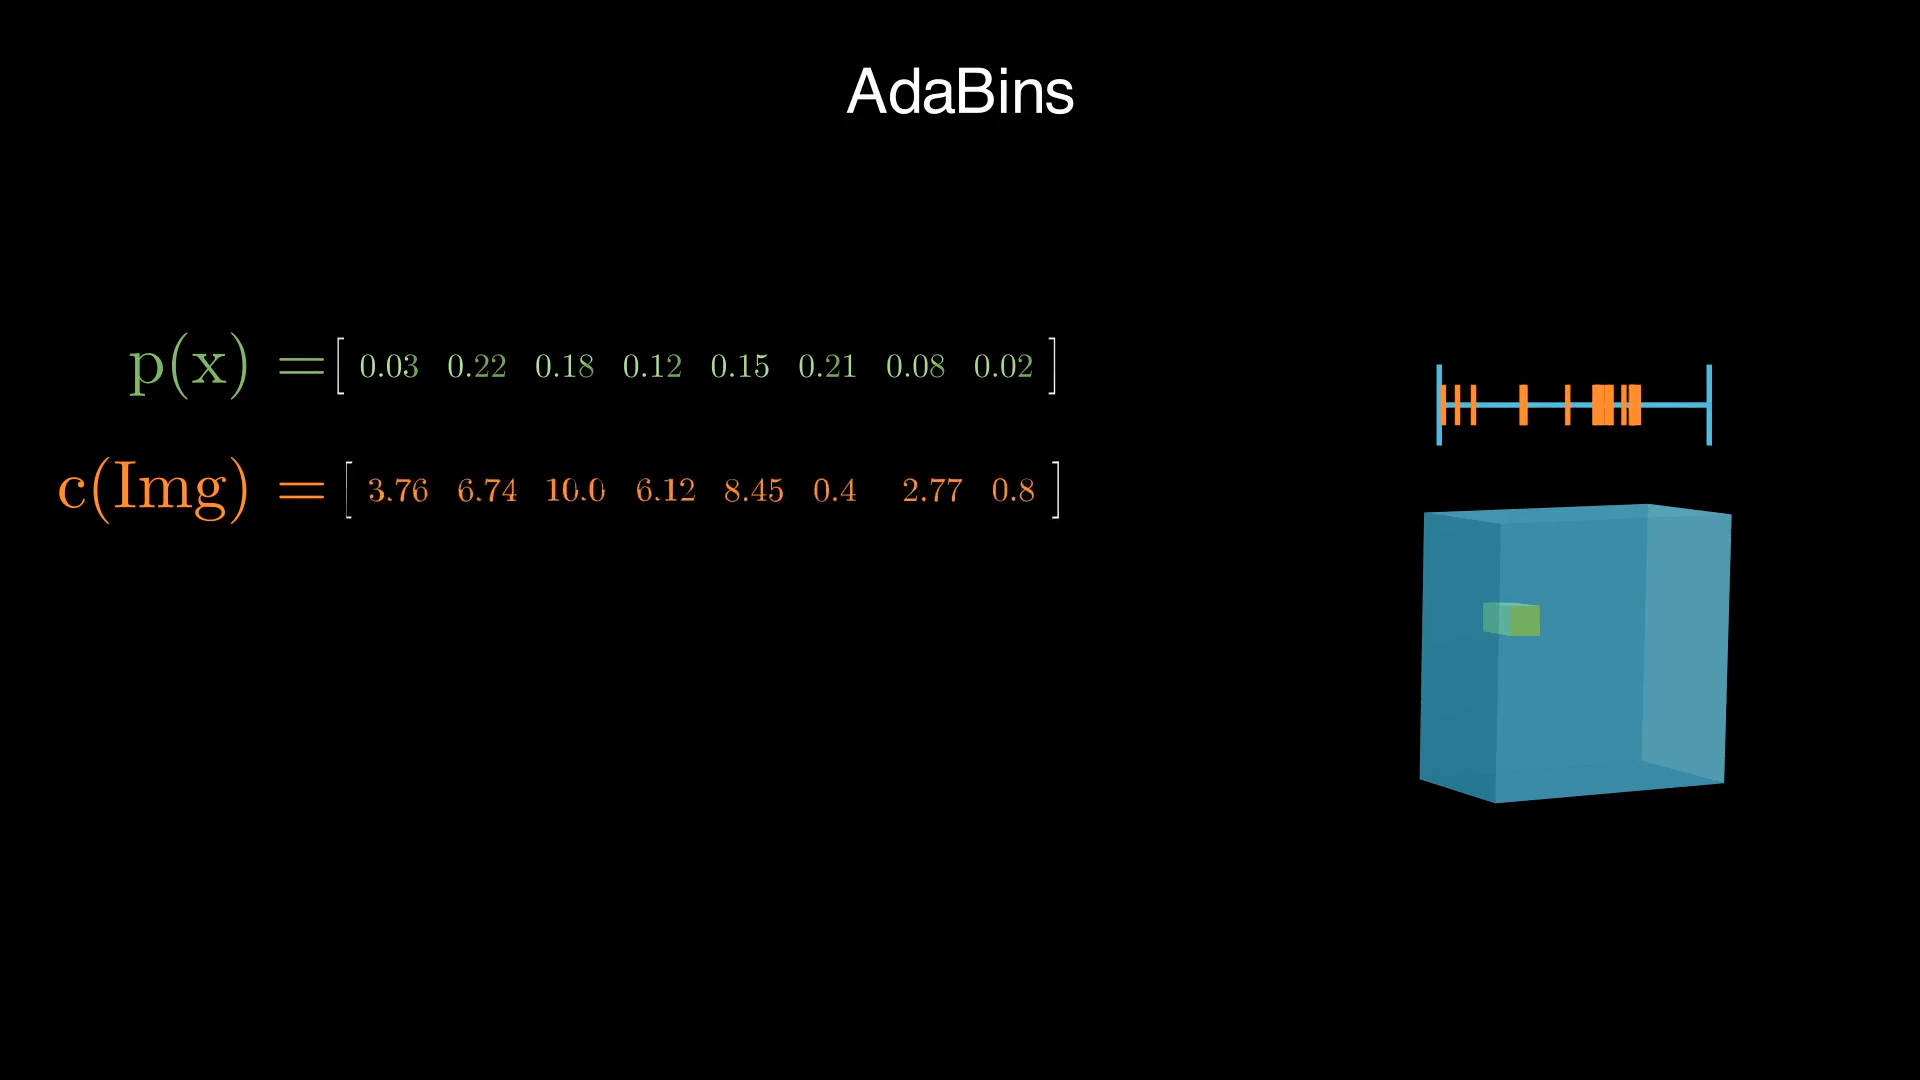 AdaBins
p(x) = [ 0.03 0.22 0.18 0.12 0.15 0.21 0.08 0.02 ]
c(Img) = [ 3.76 6.74 10.0 6.12 8.45 0.4 2.77 0.8 ]